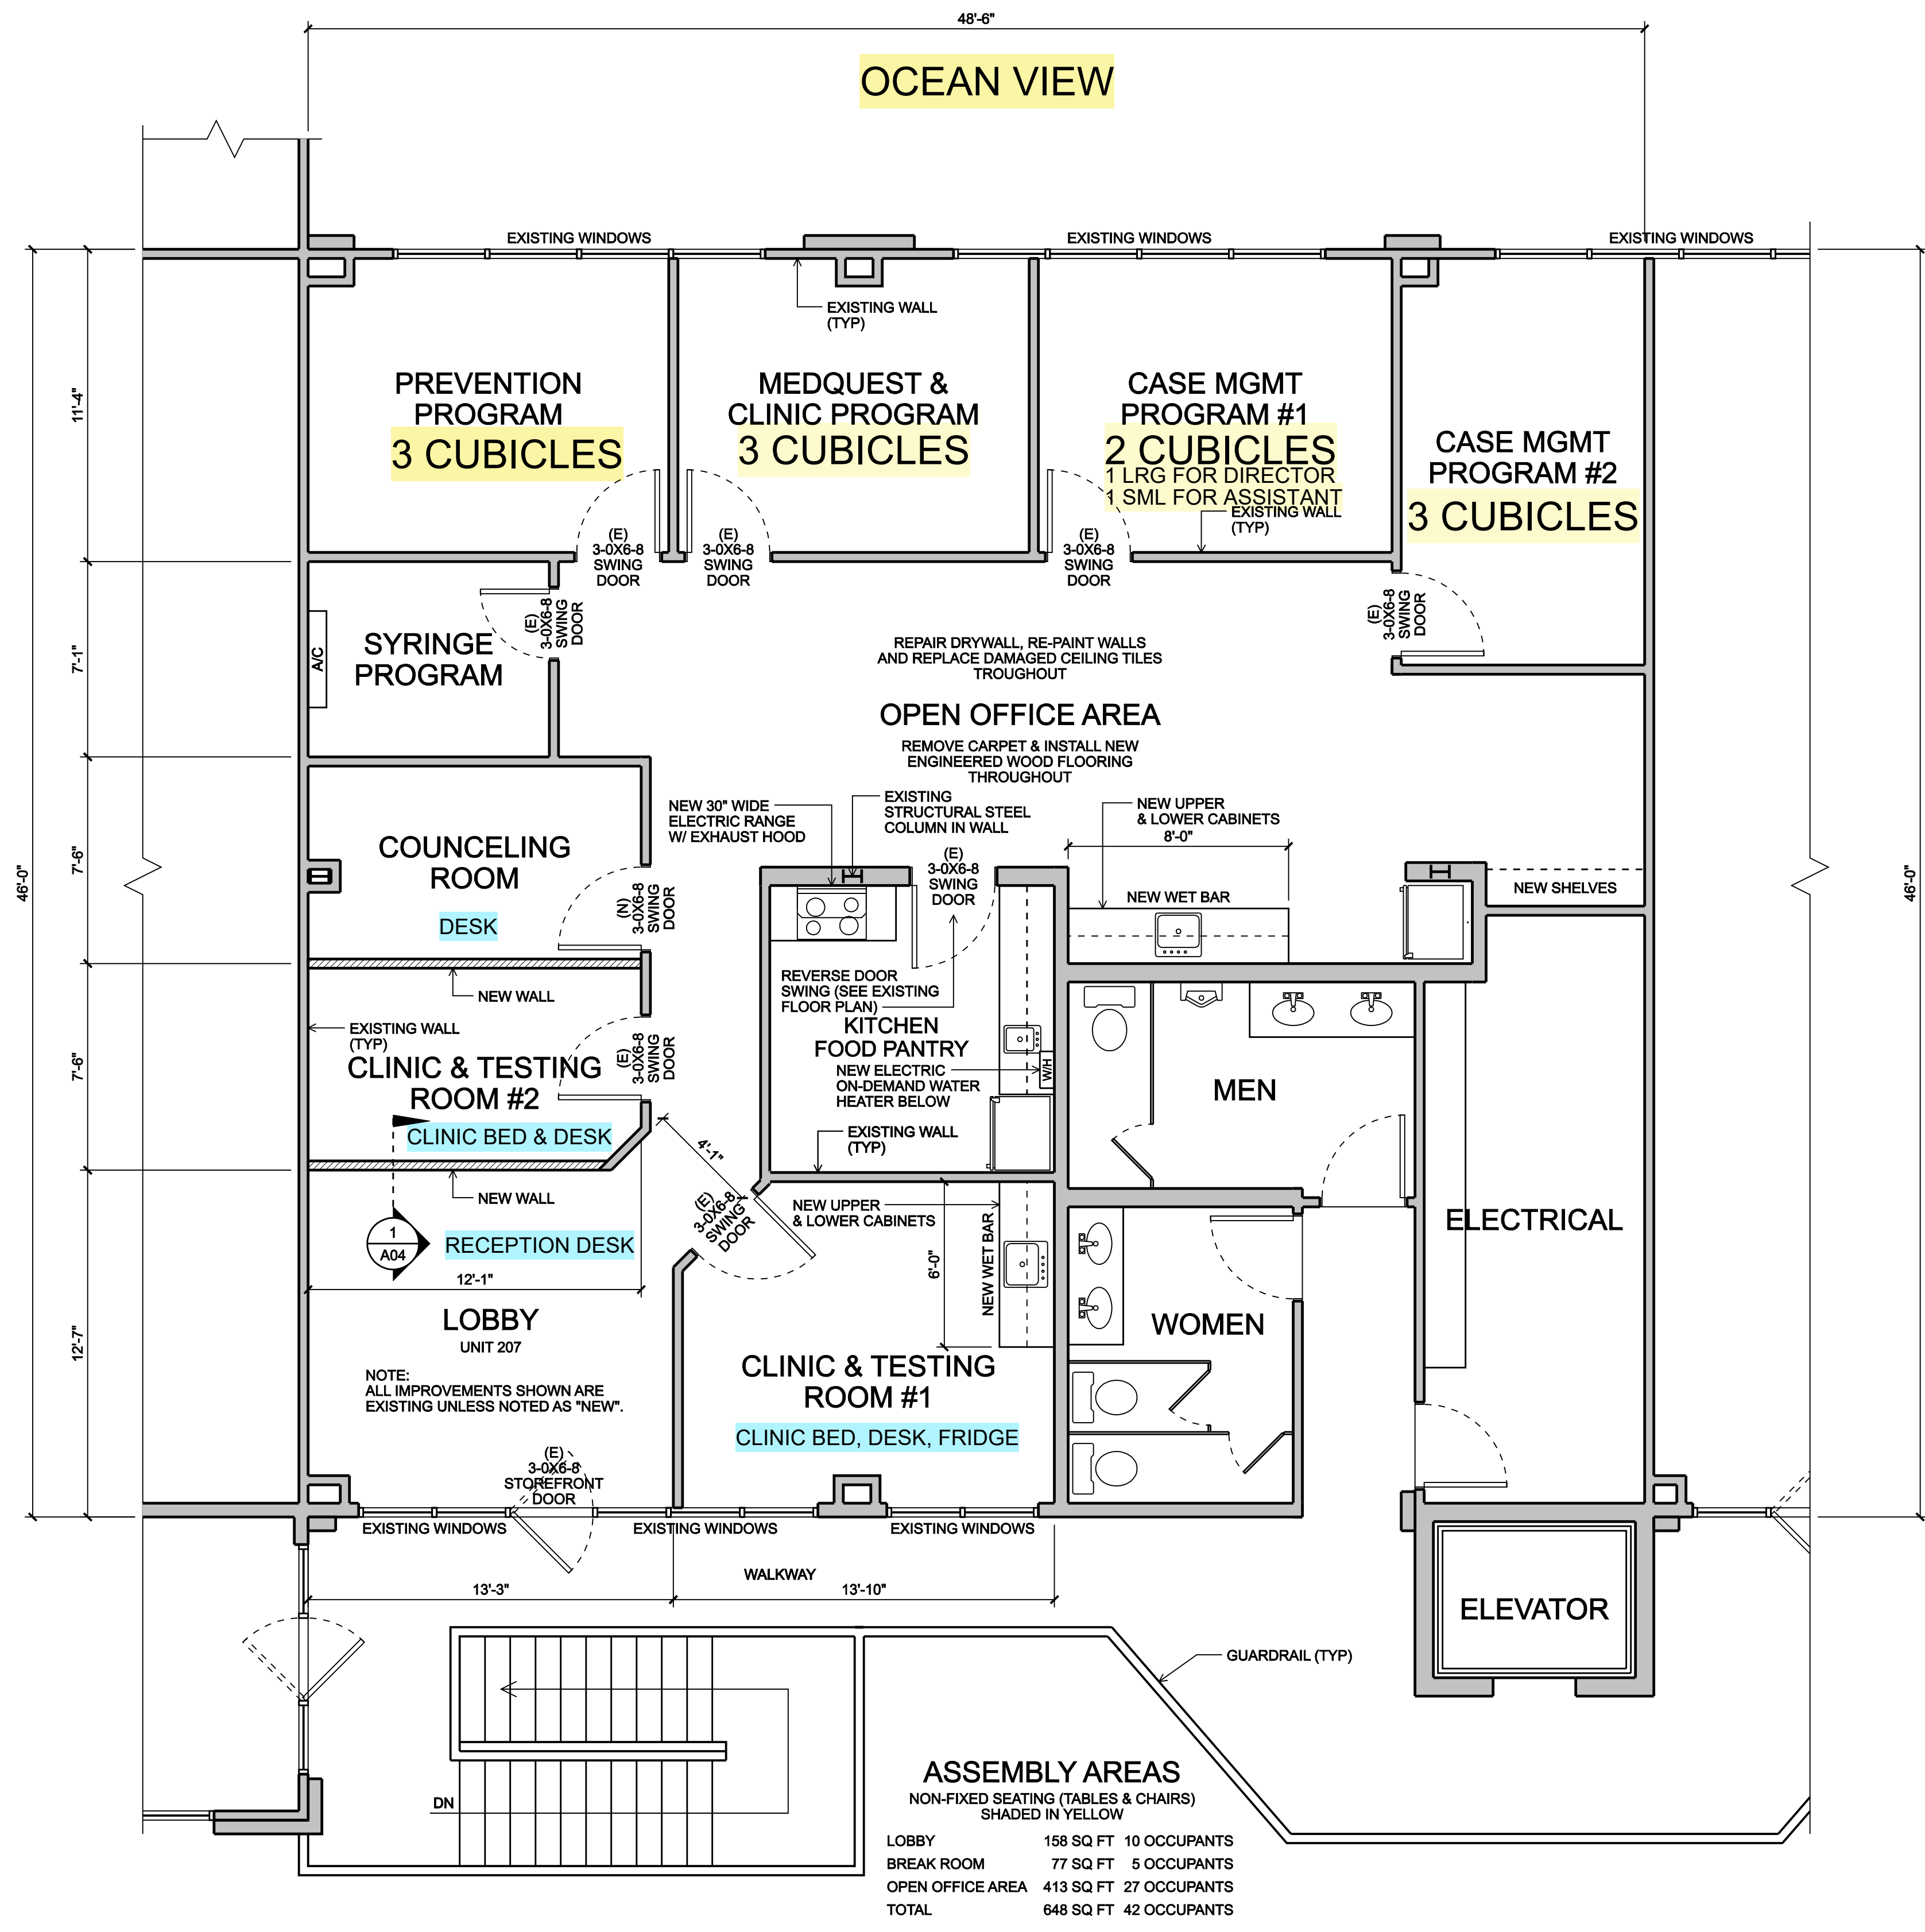 48'-6"
OCEAN VIEW
EXISTING WINDOWS
EXISTING WINDOWS
EXISTING WINDOWS
EXISTING WALL
(TYP)
11'-4"
PREVENTION
PROGRAM
3 CUBICLES
MEDQUEST &
CLINIC PROGRAM
3 CUBICLES
CASE MGMT
PROGRAM #1
2 CUBICLES
1 LRG FOR DIRECTOR
1 SML FOR ASSISTANT
EXISTING WALL
(TYP)
CASE MGMT
PROGRAM #2
3 CUBICLES
(E)
3-0X6-8
SWING
DOOR
(E)
3-0X6-8
SWING
DOOR
(E)
3-0X6-8
SWING
DOOR
(E)
3-0X6-8
SWING
DOOR
(E)
3-0X6-8
SWING
DOOR
7'-1"
A/C
SYRINGE
PROGRAM
REPAIR DRYWALL, RE-PAINT WALLS
AND REPLACE DAMAGED CEILING TILES
TROUGHOUT
OPEN OFFICE AREA
REMOVE CARPET & INSTALL NEW
ENGINEERED WOOD FLOORING
THROUGHOUT
46'-0"
46'-0"
7'-6"
COUNCELING
ROOM
DESK
(N)
3-0X6-8
SWING
DOOR
NEW 30" WIDE
ELECTRIC RANGE
W/ EXHAUST HOOD
EXISTING
STRUCTURAL STEEL
COLUMN IN WALL
(E)
3-0X6-8
SWING
DOOR
NEW UPPER
& LOWER CABINETS
8'-0"
NEW WET BAR
NEW SHELVES
NEW WALL
REVERSE DOOR
SWING (SEE EXISTING
FLOOR PLAN)
KITCHEN
FOOD PANTRY
NEW ELECTRIC
ON-DEMAND WATER
HEATER BELOW
W/H
EXISTING WALL
(TYP)
7'-6"
EXISTING WALL
(TYP)
CLINIC & TESTING
ROOM #2
CLINIC BED & DESK
(E)
3-0X6-8
SWING
DOOR
MEN
4'-1"
NEW WALL
(E)
3-0X6-8
SWING
DOOR
NEW UPPER
& LOWER CABINETS
NEW WET BAR
6'-0"
ELECTRICAL
1
A04
RECEPTION DESK
12'-1"
12'-7"
LOBBY
UNIT 207
WOMEN
NOTE:
ALL IMPROVEMENTS SHOWN ARE
EXISTING UNLESS NOTED AS "NEW".
CLINIC & TESTING
ROOM #1
CLINIC BED, DESK, FRIDGE
(E)
3-0X6-8
STOREFRONT
DOOR
EXISTING WINDOWS
EXISTING WINDOWS
EXISTING WINDOWS
WALKWAY
13'-3"
13'-10"
ELEVATOR
GUARDRAIL (TYP)
DN
ASSEMBLY AREAS
NON-FIXED SEATING (TABLES & CHAIRS)
SHADED IN YELLOW
LOBBY 158 SQ FT 10 OCCUPANTS
BREAK ROOM 77 SQ FT 5 OCCUPANTS
OPEN OFFICE AREA 413 SQ FT 27 OCCUPANTS
TOTAL 648 SQ FT 42 OCCUPANTS